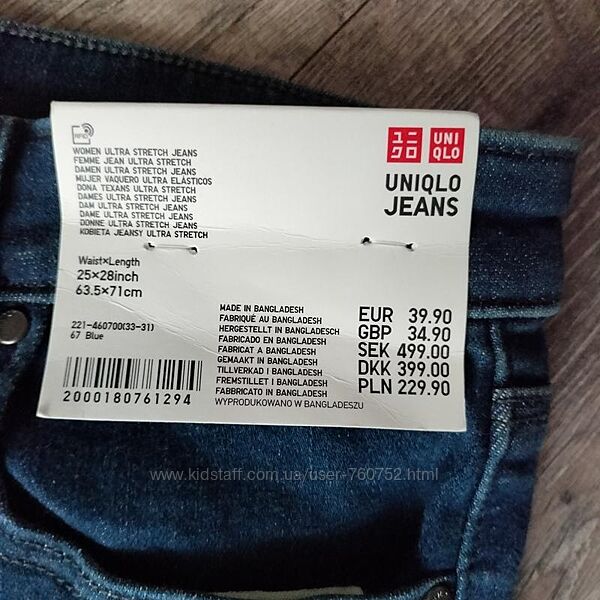 RFID
WOMEN ULTRA STRETCH JEANS
FEMME JEAN ULTRA STRETCH
DAMEN ULTRA STRETCH JEANS
MUJER VAQUERO ULTRA ELÁSTICOS
DONA TEXANS ULTRA STRETCH
DAMES ULTRA STRETCH JEANS
DAM ULTRA STRETCH JEANS
DAME ULTRA STRETCH JEANS
DONNE ULTRA STRETCH JEANS
KOBIETA JEANSY ULTRA STRETCH
ユニクロ
UNIQLO
UNIQLO
JEANS
Waist×Length
25×28inch
63.5×71cm
221-460700(33-31)
67 Blue
2000180761294
MADE IN BANGLADESH
FABRIQUÉ AU BANGLADESH
HERGESTELLT IN BANGLADESCH
FABRICADO EN BANGLADESH
FABRICAT A BANGLADESH
GEMAAKT IN BANGLADESH
TILLVERKAD I BANGLADESH
FREMSTILLET I BANGLADESH
FABBRICATO IN BANGLADESH
WYPRODUKOWANO W BANGLADESZU
EUR 39.90
GBP 34.90
SEK 499.00
DKK 399.00
PLN 229.90
www.kidstaff.com.ua/user-760752.html